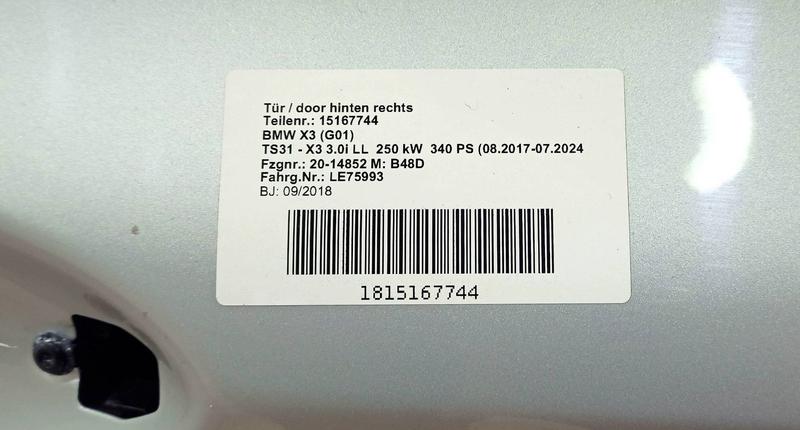 Tür / door hinten rechts
Teilenr.: 15167744
BMW X3 (G01)
TS31 - X3 3.0i LL 250 kW 340 PS (08.2017-07.2024
Fzgnr.: 20-14852 M: B48D
Fahrg.Nr.: LE75993
BJ: 09/2018
1815167744